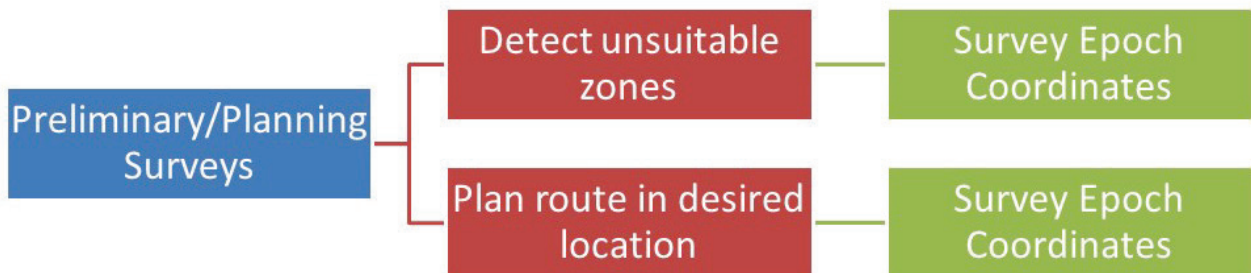 Preliminary/Planning
Surveys
Detect unsuitable
zones
Survey Epoch
Coordinates
Plan route in desired
location
Survey Epoch
Coordinates